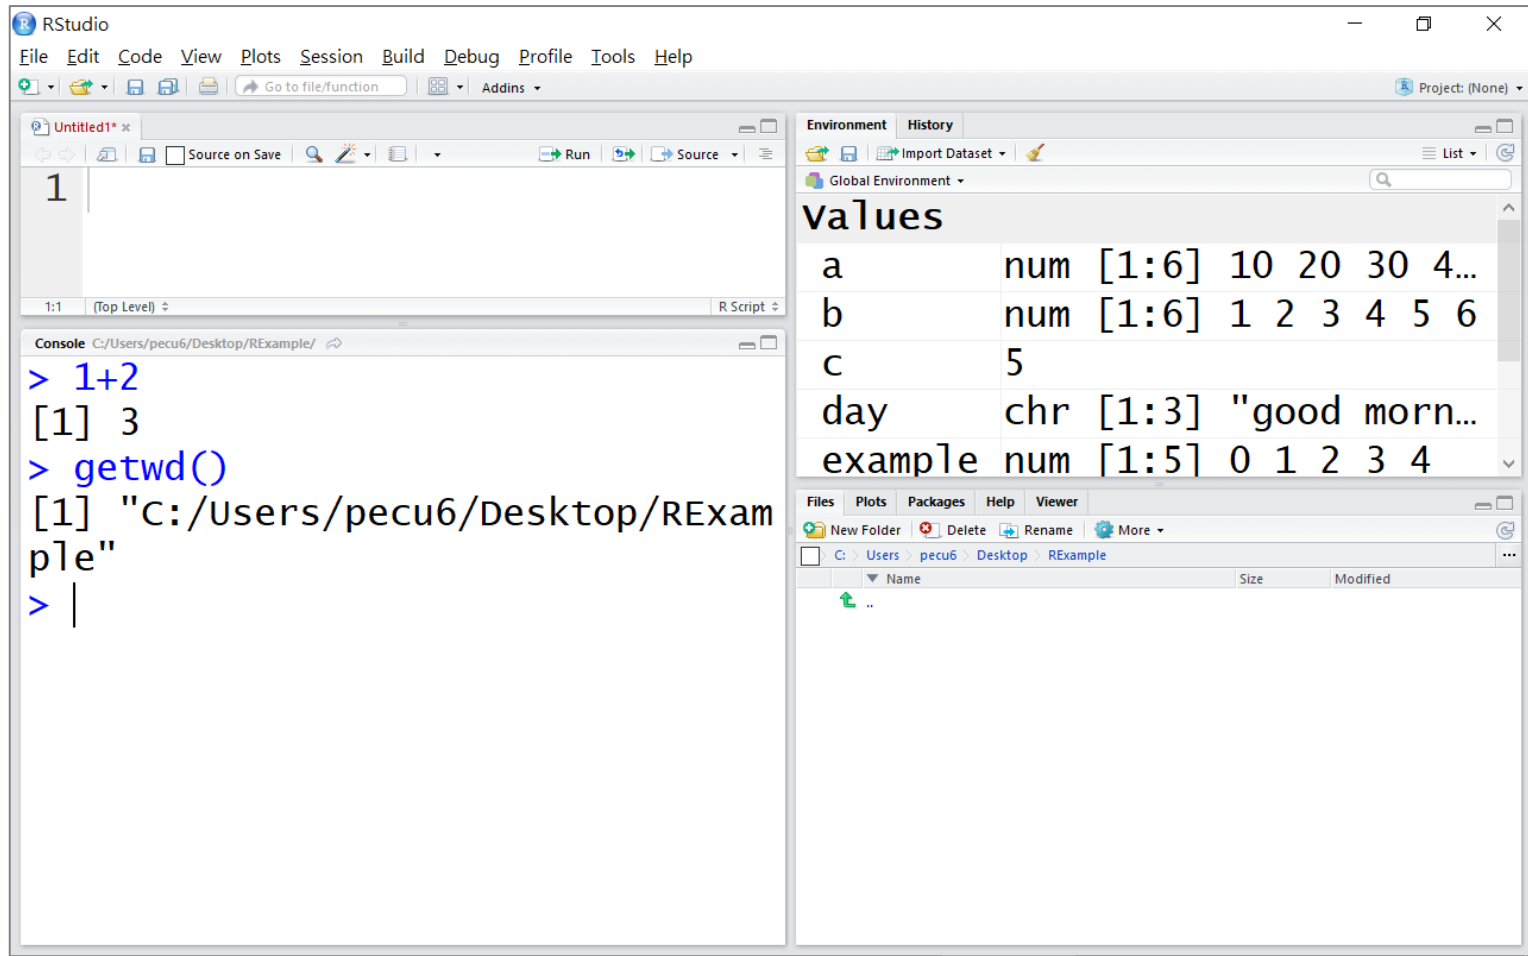 RStudio
File Edit Code View Plots Session Build Debug Profile Tools Help
Go to file/function Addins Project: (None)
Untitled1*
Source on Save Run Source
1
1:1 (Top Level) R Script
Console C:/Users/pecu6/Desktop/RExample/
> 1+2
[1] 3
> getwd()
[1] "C:/Users/pecu6/Desktop/RExam
ple"
>
Environment History
Import Dataset List
Global Environment
Values
a num [1:6] 10 20 30 4…
b num [1:6] 1 2 3 4 5 6
c 5
day chr [1:3] "good morn…
example num [1:5] 0 1 2 3 4
Files Plots Packages Help Viewer
New Folder Delete Rename More
C: Users pecu6 Desktop RExample ...
Name Size Modified
..